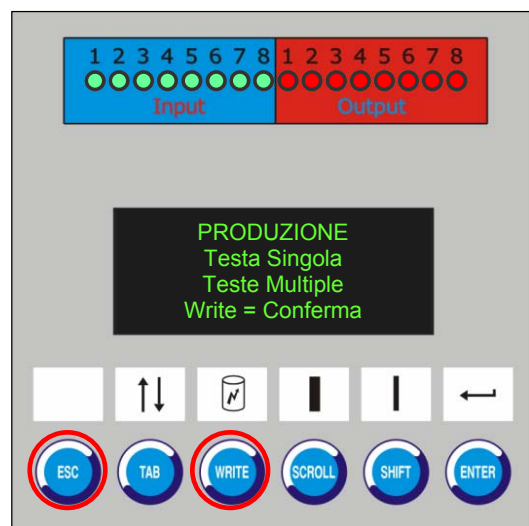 1 2 3 4 5 6 7 8 1 2 3 4 5 6 7 8
Input Output
PRODUZIONE
Testa Singola
Teste Multiple
Write = Conferma
ESC TAB WRITE SCROLL SHIFT ENTER